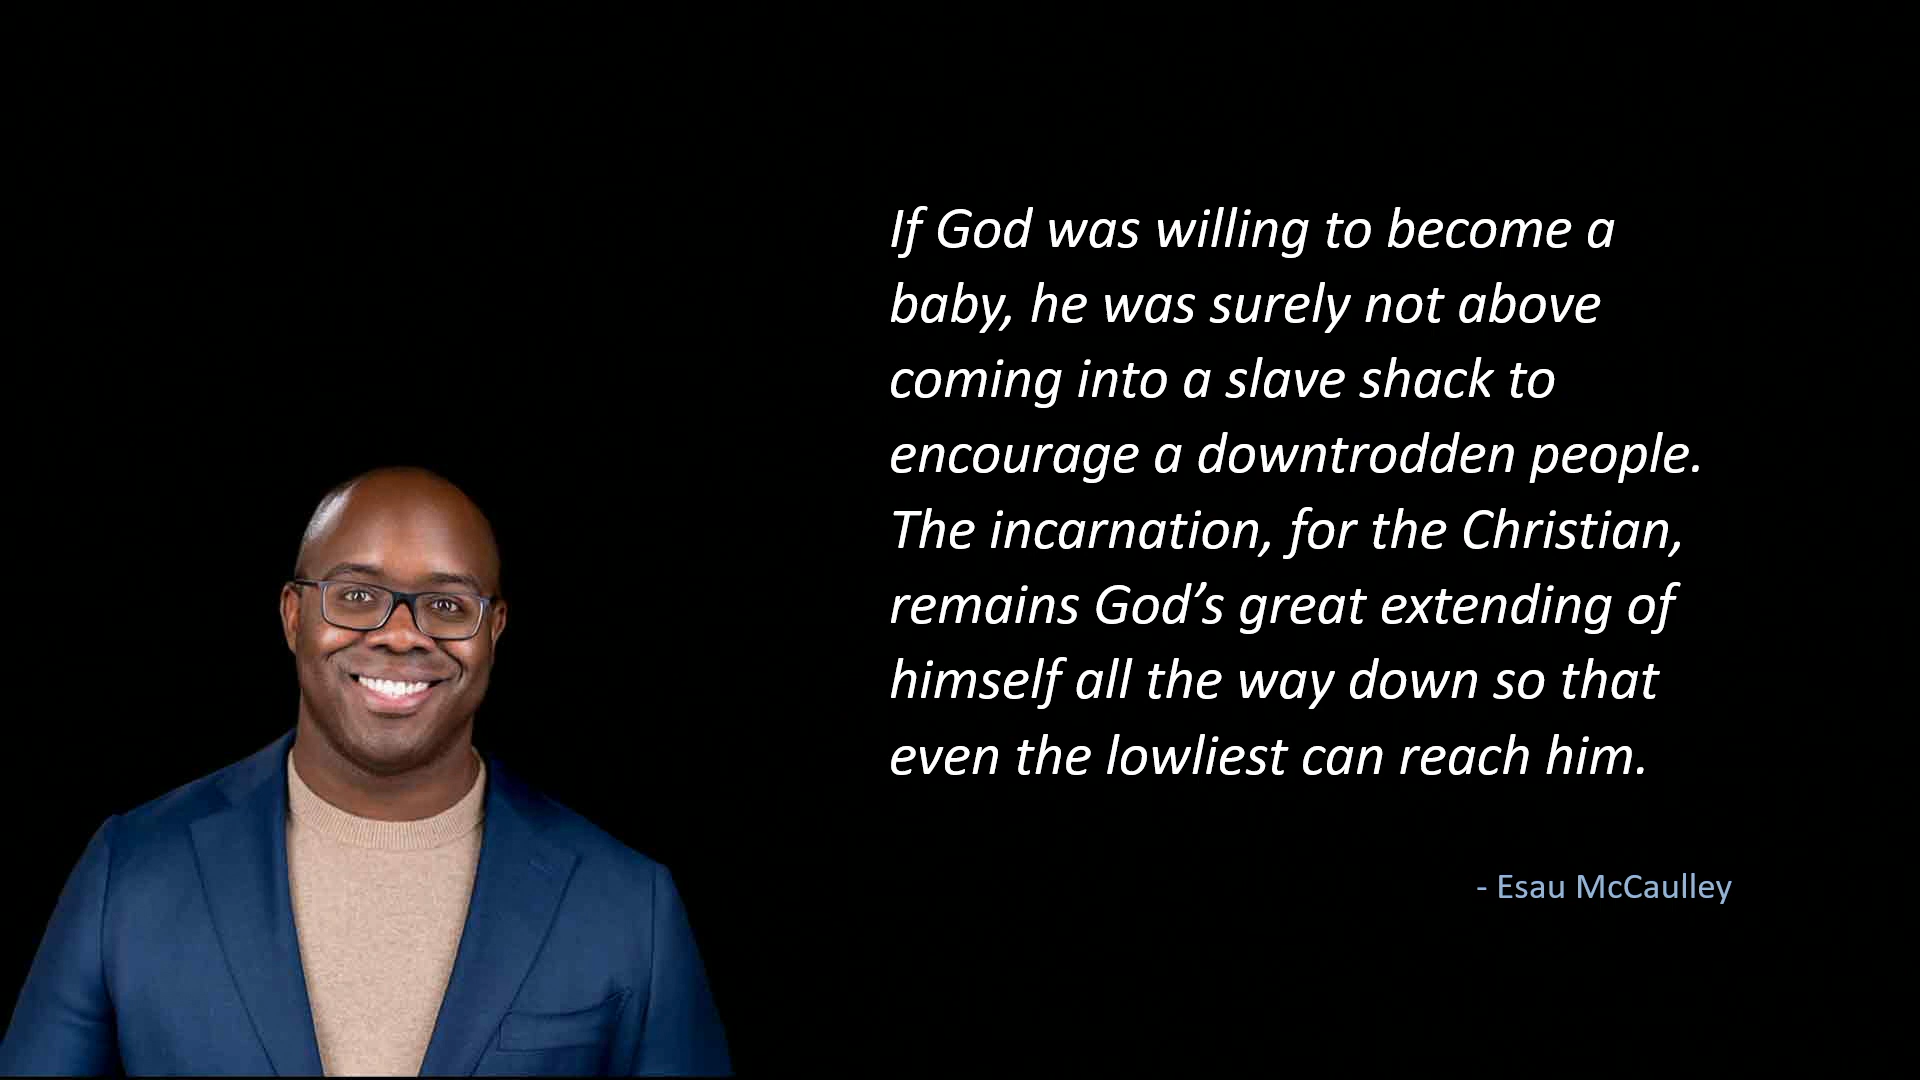 If God was willing to become a
baby, he was surely not above
coming into a slave shack to
encourage a downtrodden people.
The incarnation, for the Christian,
remains God’s great extending of
himself all the way down so that
even the lowliest can reach him.
- Esau McCaulley